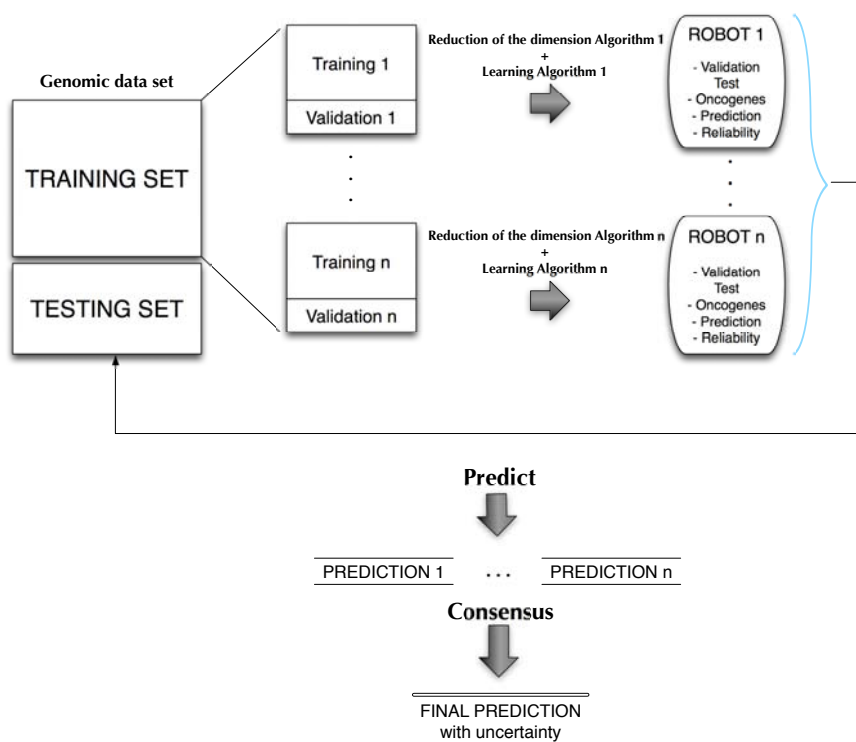 Genomic data set
TRAINING SET
TESTING SET
Training 1
Validation 1
.
.
.
Training n
Validation n
Reduction of the dimension Algorithm 1
+
Learning Algorithm 1
Reduction of the dimension Algorithm n
+
Learning Algorithm n
ROBOT 1
- Validation
Test
- Oncogenes
- Prediction
- Reliability
.
.
.
ROBOT n
- Validation
Test
- Oncogenes
- Prediction
- Reliability
Predict
PREDICTION 1 ... PREDICTION n
Consensus
FINAL PREDICTION
with uncertainty